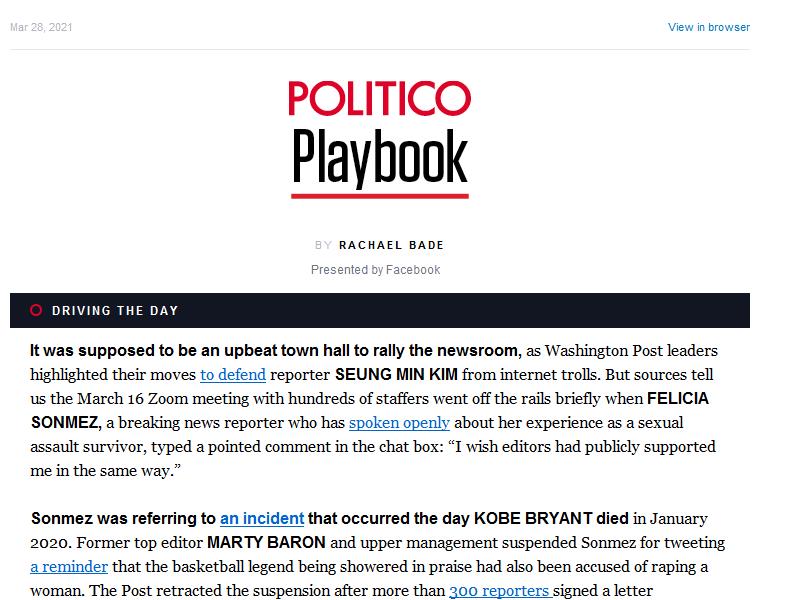 Mar 28, 2021
View in browser
POLITICO
Playbook
BY RACHAEL BADE
Presented by Facebook
DRIVING THE DAY
It was supposed to be an upbeat town hall to rally the newsroom, as Washington Post leaders
highlighted their moves to defend reporter SEUNG MIN KIM from internet trolls. But sources tell
us the March 16 Zoom meeting with hundreds of staffers went off the rails briefly when FELICIA
SONMEZ, a breaking news reporter who has spoken openly about her experience as a sexual
assault survivor, typed a pointed comment in the chat box: “I wish editors had publicly supported
me in the same way.”
Sonmez was referring to an incident that occurred the day KOBE BRYANT died in January
2020. Former top editor MARTY BARON and upper management suspended Sonmez for tweeting
a reminder that the basketball legend being showered in praise had also been accused of raping a
woman. The Post retracted the suspension after more than 300 reporters signed a letter